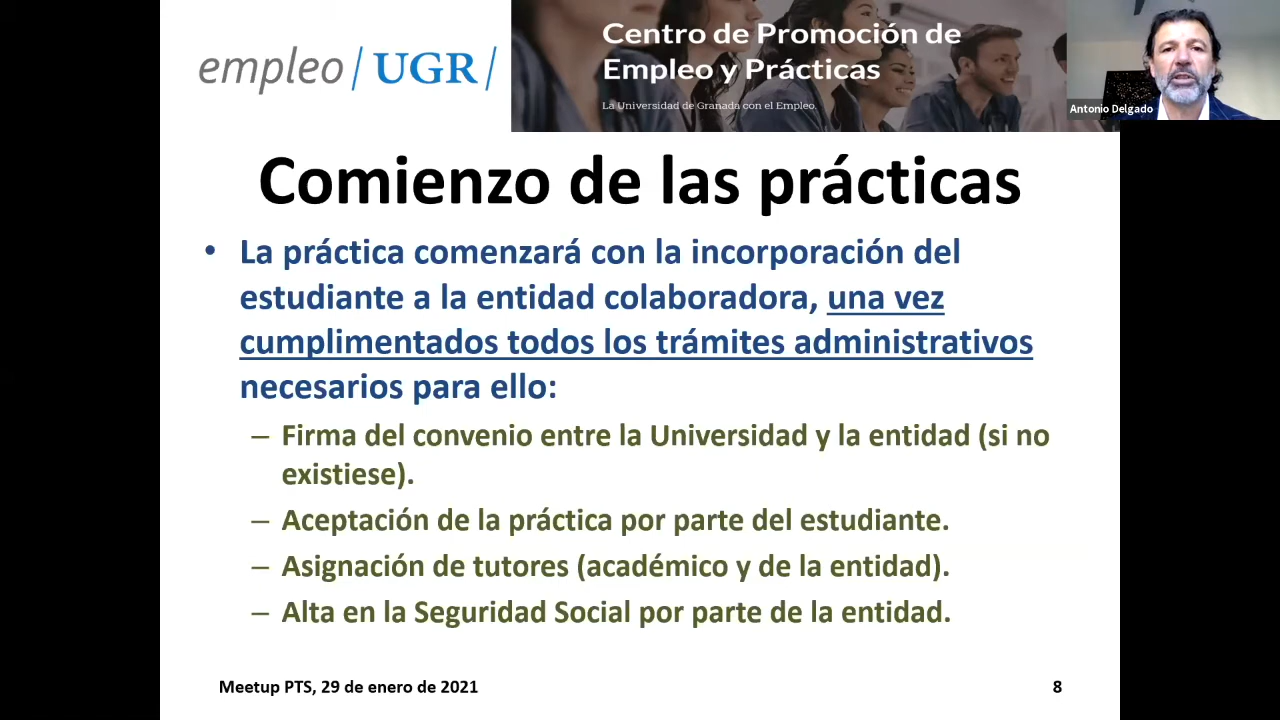 empleo/UGR/
Centro de Promoción de
Empleo y Prácticas
La Universidad de Granada con el Empleo.
Antonio Delgado
Comienzo de las prácticas
• La práctica comenzará con la incorporación del
estudiante a la entidad colaboradora, una vez
cumplimentados todos los trámites administrativos
necesarios para ello:
– Firma del convenio entre la Universidad y la entidad (si no
existiese).
– Aceptación de la práctica por parte del estudiante.
– Asignación de tutores (académico y de la entidad).
– Alta en la Seguridad Social por parte de la entidad.
Meetup PTS, 29 de enero de 2021
8